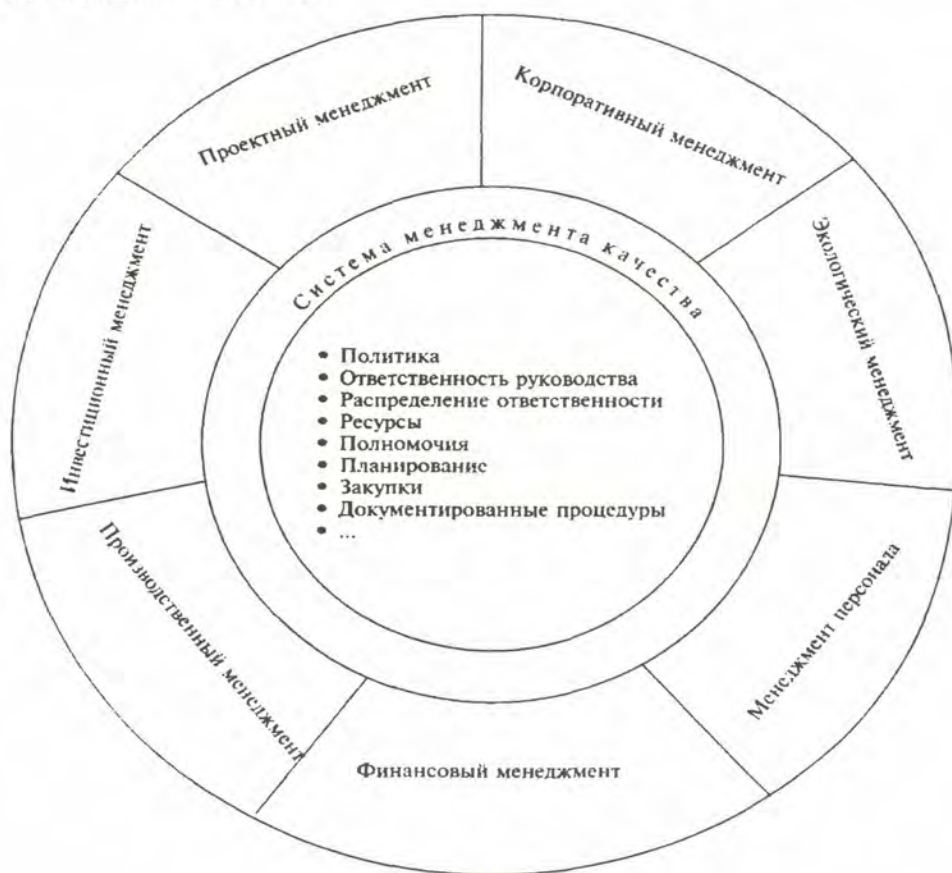 Проектный менеджмент
Корпоративный менеджмент
Экологический менеджмент
Менеджмент персонала
Финансовый менеджмент
Производственный менеджмент
Инвестиционный менеджмент
Система менеджмента качества
• Политика
• Ответственность руководства
• Распределение ответственности
• Ресурсы
• Полномочия
• Планирование
• Закупки
• Документированные процедуры
• ...